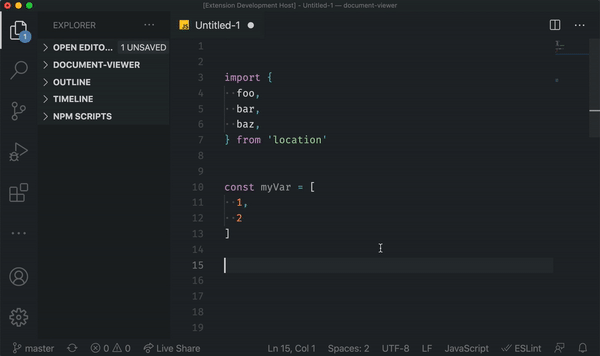 [Extension Development Host] - Untitled-1 — document-viewer
EXPLORER ···
OPEN EDITO... 1 UNSAVED
DOCUMENT-VIEWER
OUTLINE
TIMELINE
NPM SCRIPTS
1
JS Untitled-1
1
2
3 import {
4 ··foo,
5 ··bar,
6 ··baz,
7 } from 'location'
8
9
10 const myVar = [
11 ··1,
12 ··2
13 ]
14
15
16
17
18
19
master 0 0 Live Share Ln 15, Col 1 Spaces: 2 UTF-8 LF JavaScript ESLint